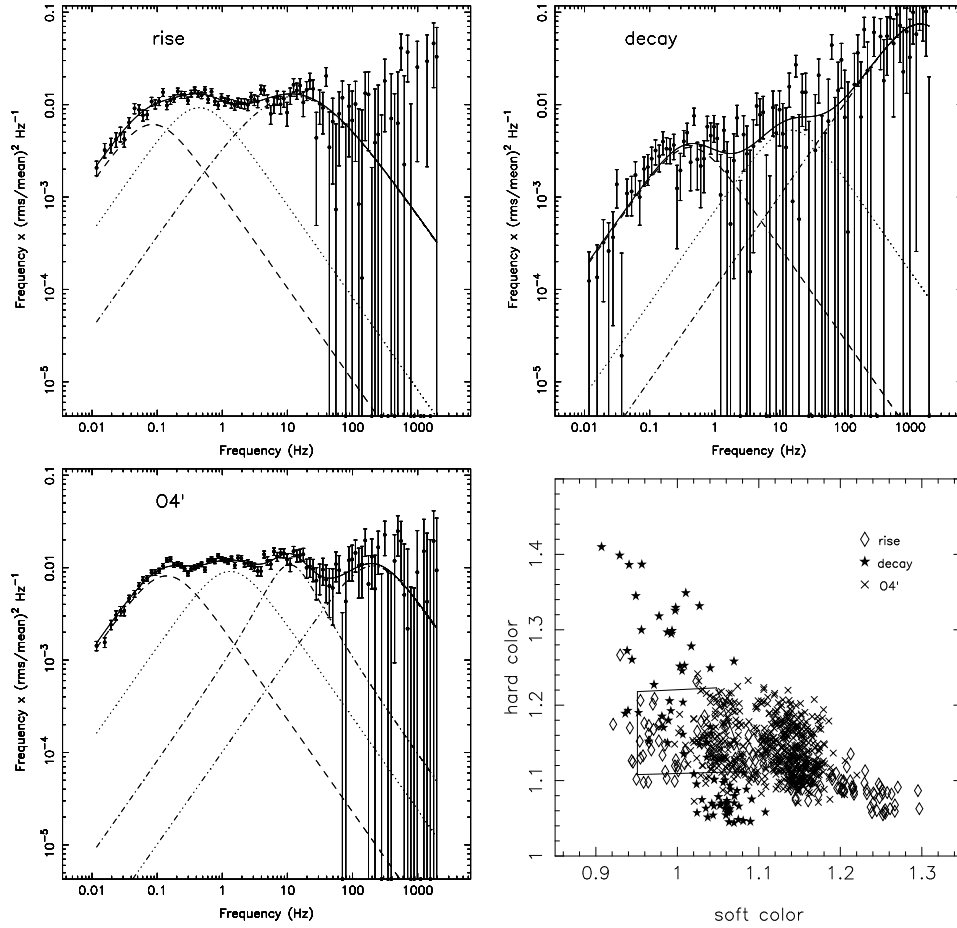 rise
Frequency x (rms/mean)² Hz⁻¹
0.1
0.01
10⁻³
10⁻⁴
10⁻⁵
0.01 0.1 1 10 100 1000
Frequency (Hz)
decay
Frequency x (rms/mean)² Hz⁻¹
0.1
0.01
10⁻³
10⁻⁴
10⁻⁵
0.01 0.1 1 10 100 1000
Frequency (Hz)
O4'
Frequency x (rms/mean)² Hz⁻¹
0.1
0.01
10⁻³
10⁻⁴
10⁻⁵
0.01 0.1 1 10 100 1000
Frequency (Hz)
rise
decay
O4'
hard color
1.4
1.3
1.2
1.1
1
0.9 1 1.1 1.2 1.3
soft color